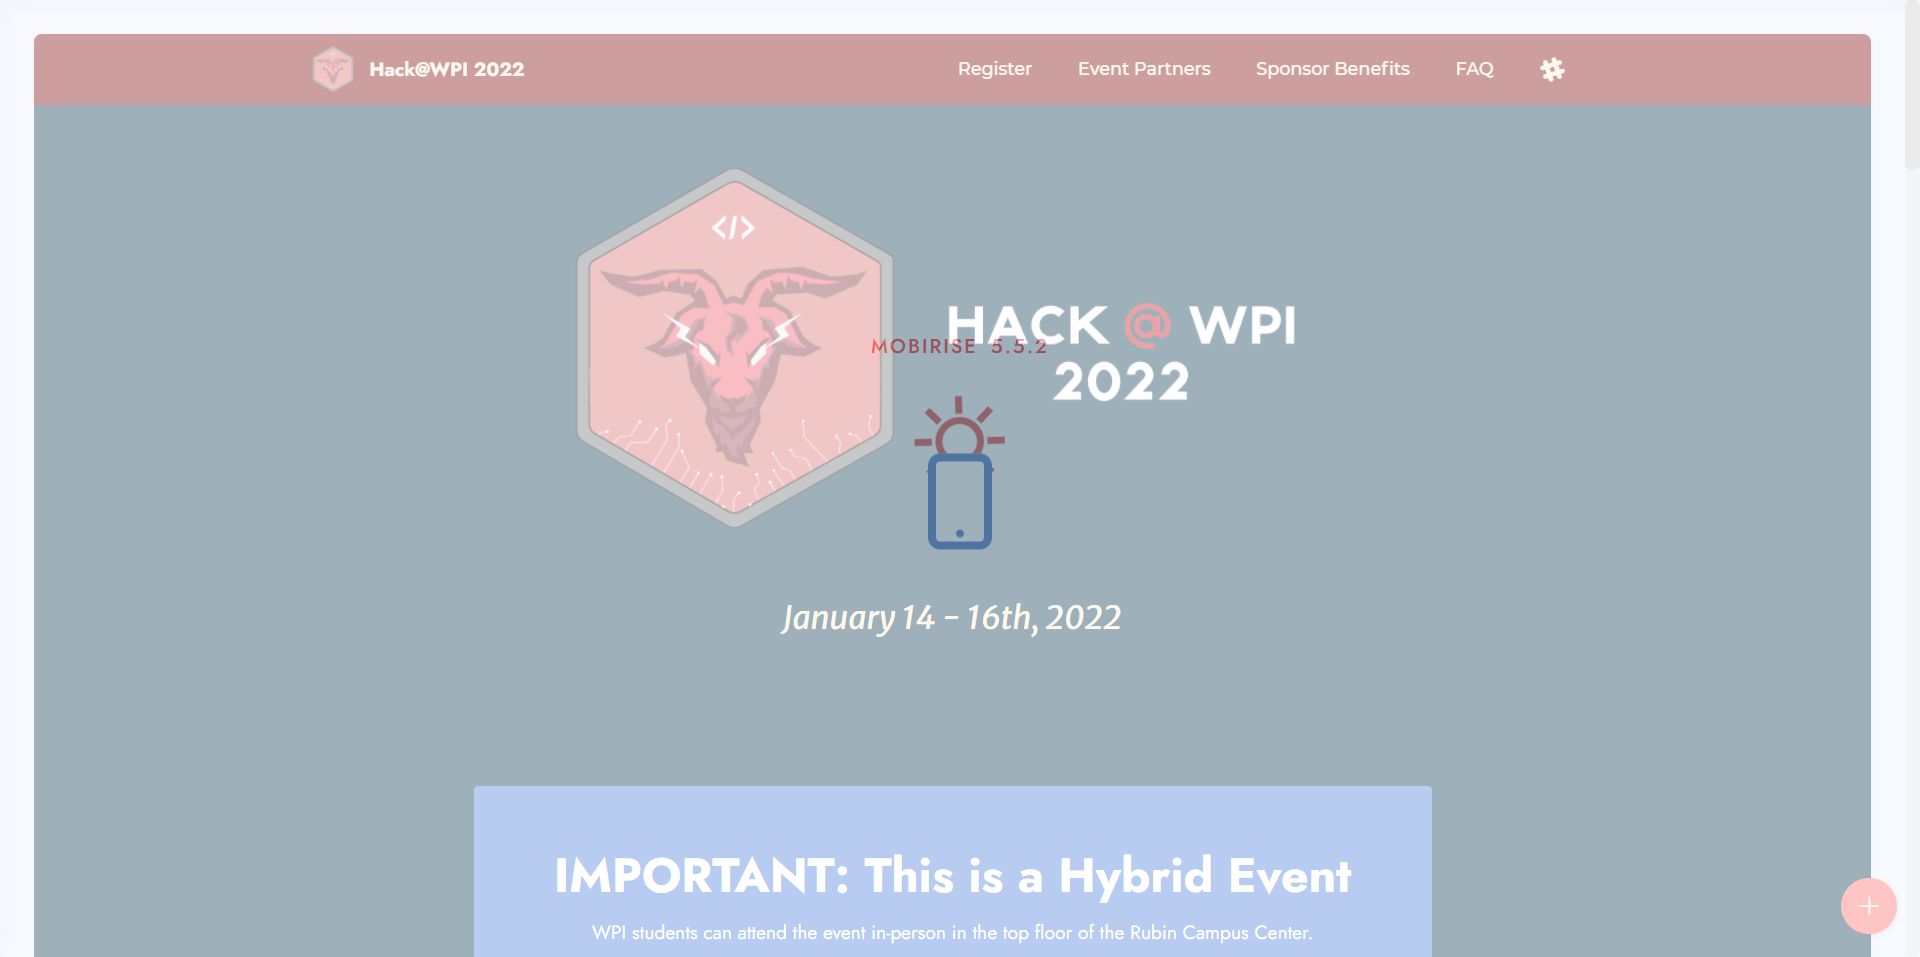 Hack@WPI 2022
Register
Event Partners
Sponsor Benefits
FAQ
</>
HACK @ WPI
2022
MOBIRISE 5.5.2
January 14 - 16th, 2022
IMPORTANT: This is a Hybrid Event
WPI students can attend the event in-person in the top floor of the Rubin Campus Center.